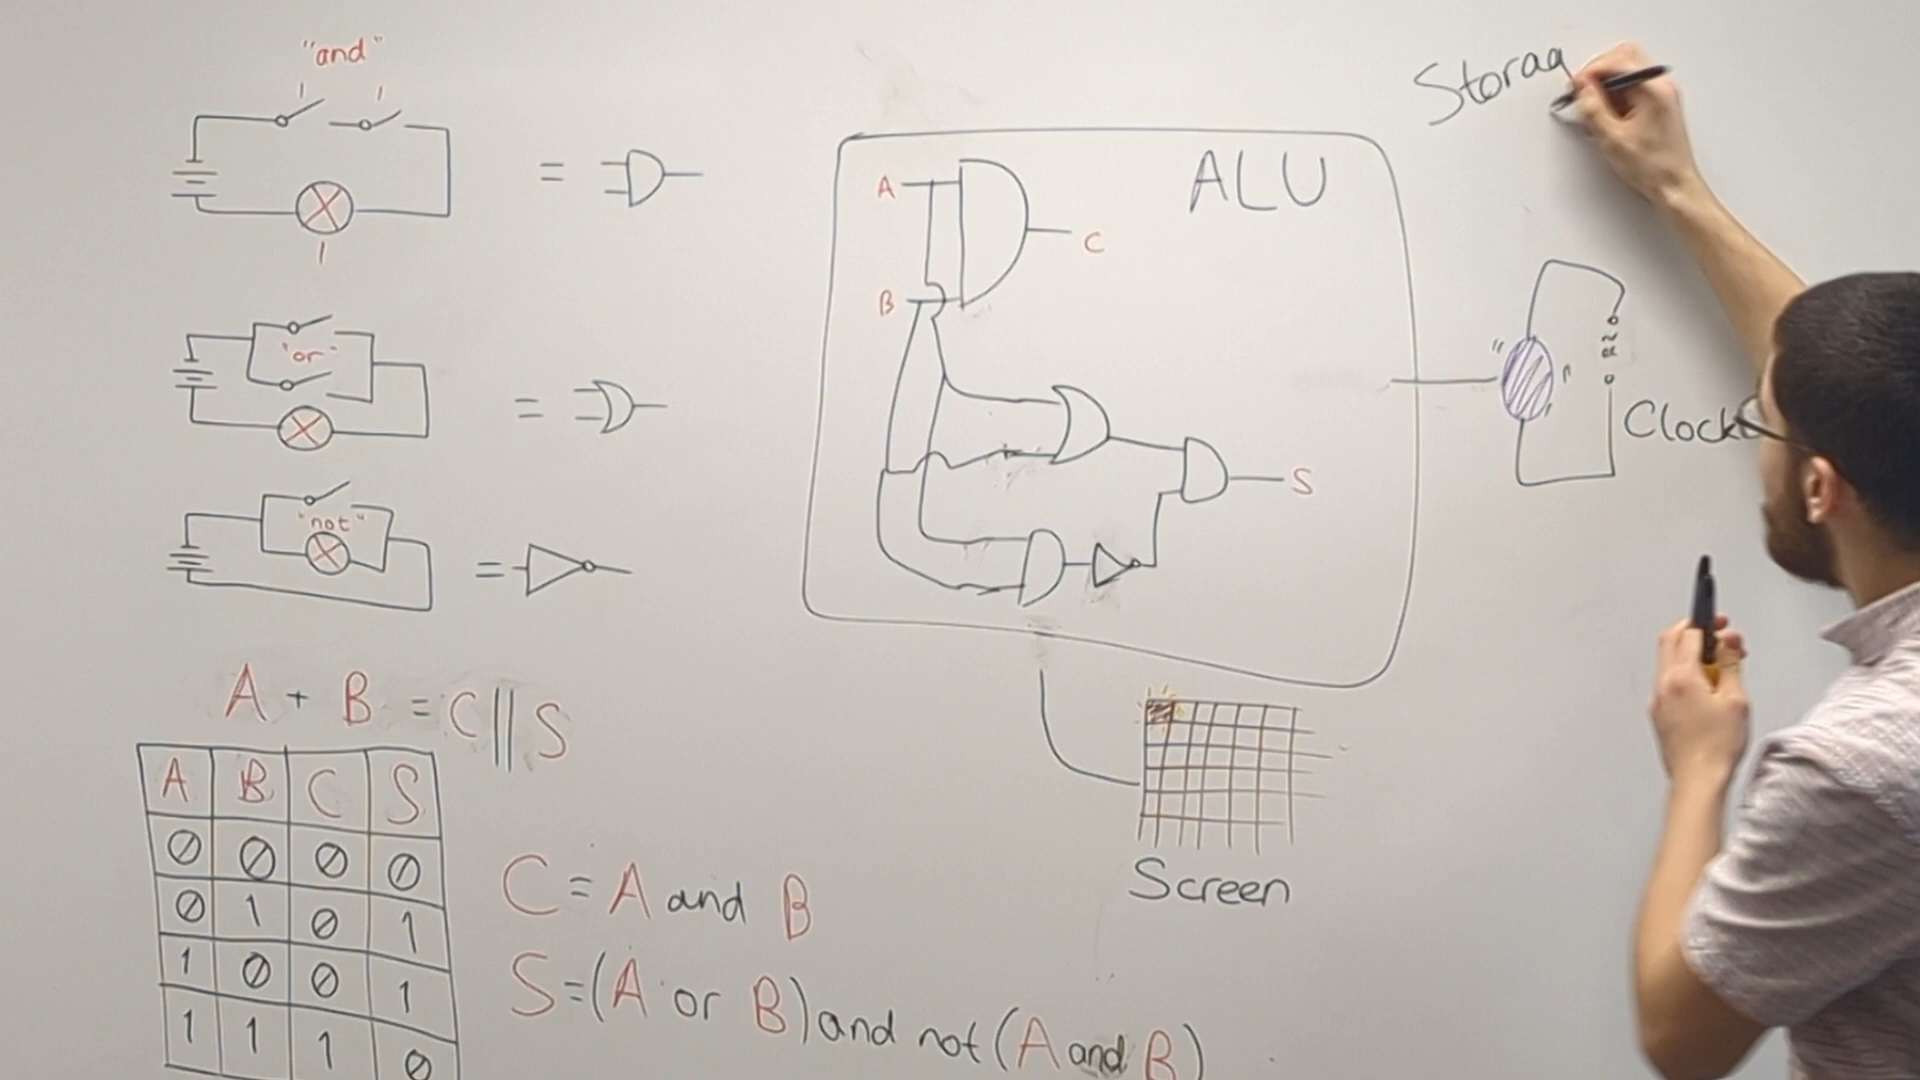 "and"
1 1
1
"or"
"not"
=
=
=
A + B = C || S
A B C S
0 0 0 0
0 1 0 1
1 0 0 1
1 1 1 0
C = A and B
S = (A or B) and not (A and B)
ALU
A
C
B
S
Screen
Storag
Clock